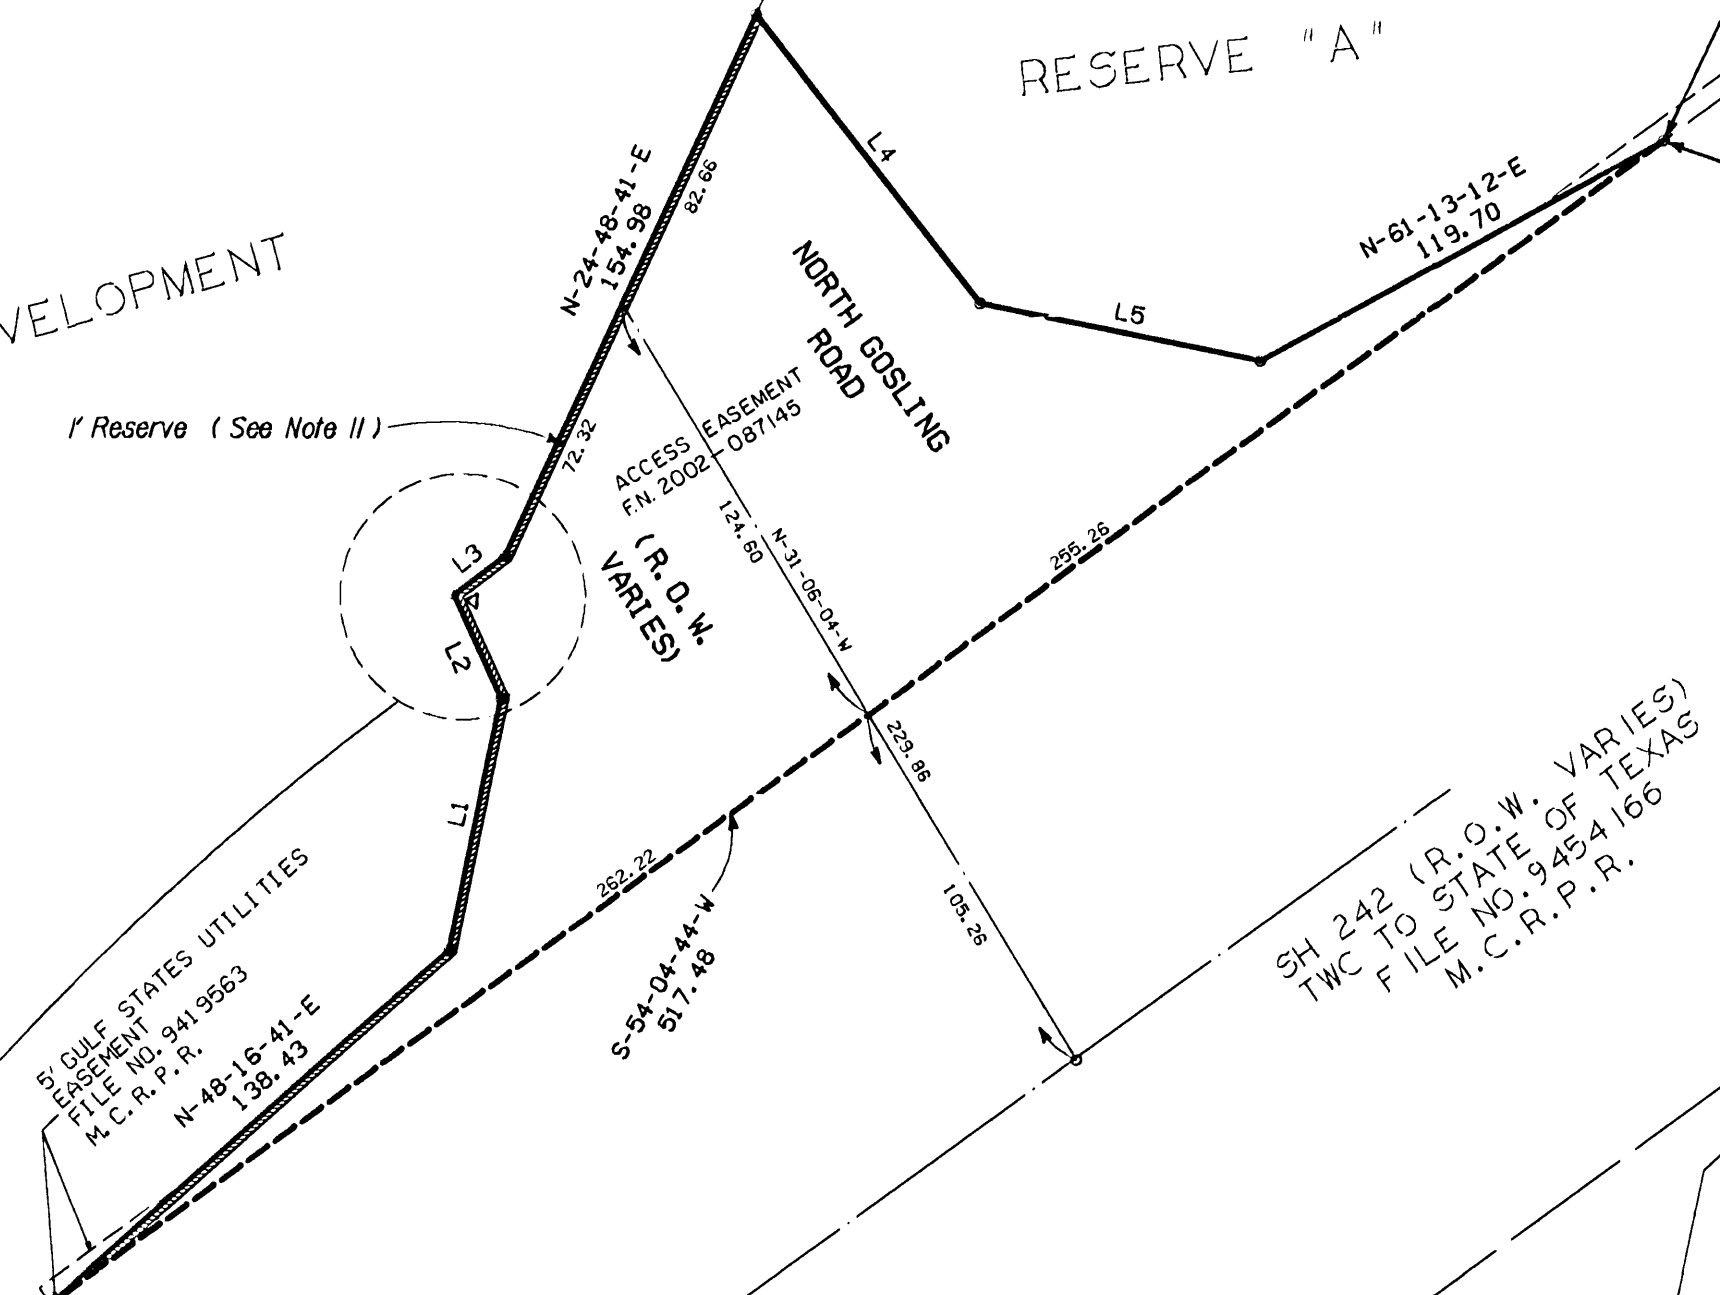 RESERVE "A"
L4
N-24-48-41-E
154.98
82.66
N-61-13-12-E
119.70
VELOPMENT
NORTH GOSLING
ROAD
L5
1' Reserve ( See Note 11 )
72.32
ACCESS EASEMENT
F.N. 2002-087145
124.60
N-31-06-04-W
(R.O.W.
VARIES)
255.26
L3
L2
L1
229.86
262.22
105.26
S-54-04-44-W
517.48
SH 242 (R.O.W. VARIES)
TWC TO STATE OF TEXAS
FILE NO. 9454166
M.C.R.P.R.
5' GULF STATES UTILITIES
EASEMENT
FILE NO. 9419563
M.C.R.P.R.
N-48-16-41-E
138.43